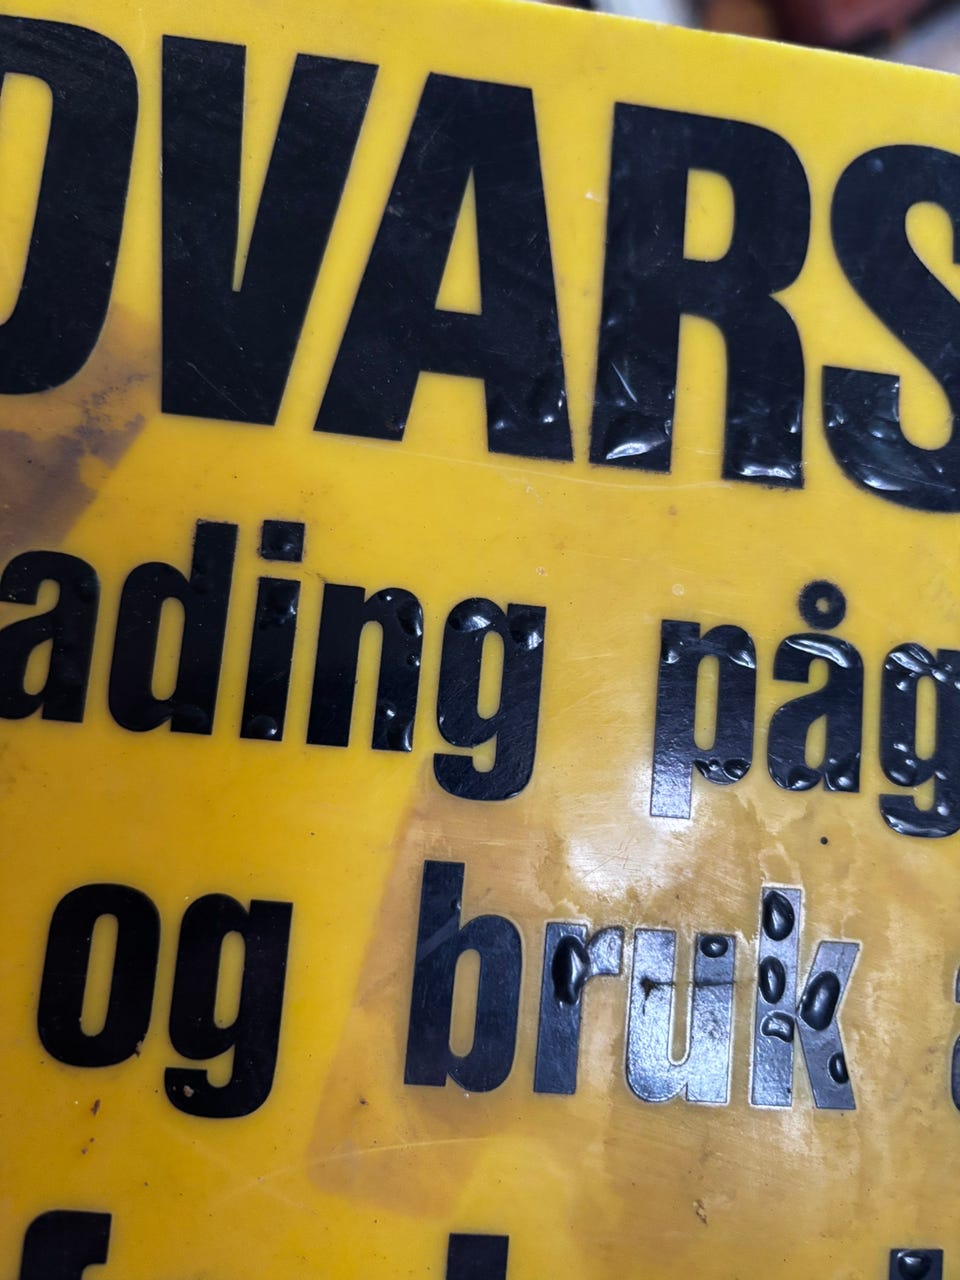 DVARS
ading påg
og bruk